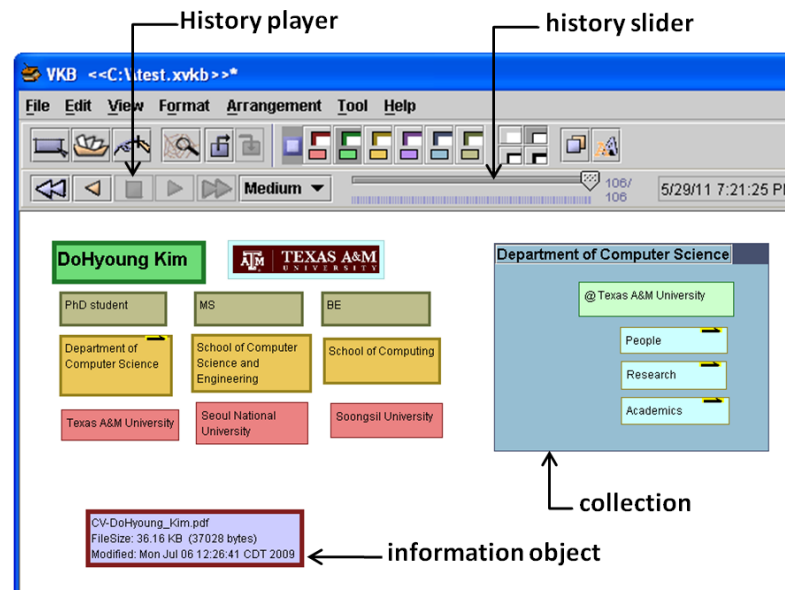 History player
history slider
VKB <<C:\test.xvkb>>*
File Edit View Format Arrangement Tool Help
Medium
106/
106
5/29/11 7:21:25 P
DoHyoung Kim
ATM TEXAS A&M
UNIVERSITY
Department of Computer Science
@Texas A&M University
PhD student
MS
BE
People
Department of
Computer Science
School of Computer
Science and
Engineering
School of Computing
Research
Academics
Texas A&M University
Seoul National
University
Soongsil University
collection
CV-DoHyoung_Kim.pdf
FileSize: 36.16 KB (37028 bytes)
Modified: Mon Jul 06 12:26:41 CDT 2009
information object